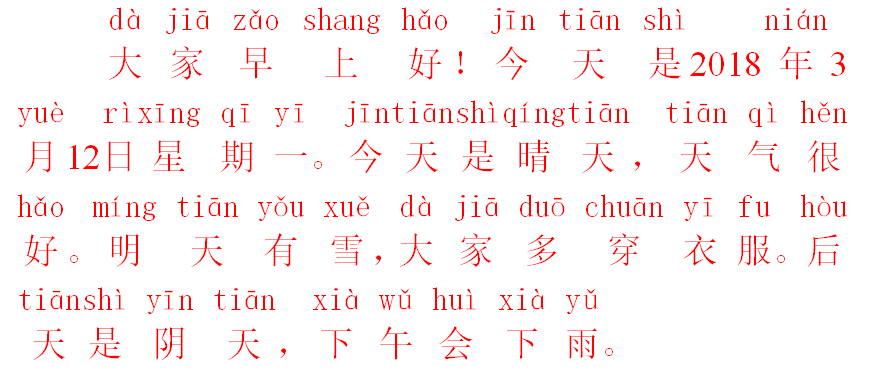 dà jiā zǎo shang hǎo jīn tiān shì nián
大家早上好！今天是2018年3
yuè rìxīng qī yī jīntiānshìqíngtiān tiān qì hěn
月12日星期一。今天是晴天，天气很
hǎo míng tiān yǒu xuě dà jiā duō chuān yī fu hòu
好。明天有雪，大家多穿衣服。后
tiānshì yīn tiān xià wǔ huì xià yǔ
天是阴天，下午会下雨。